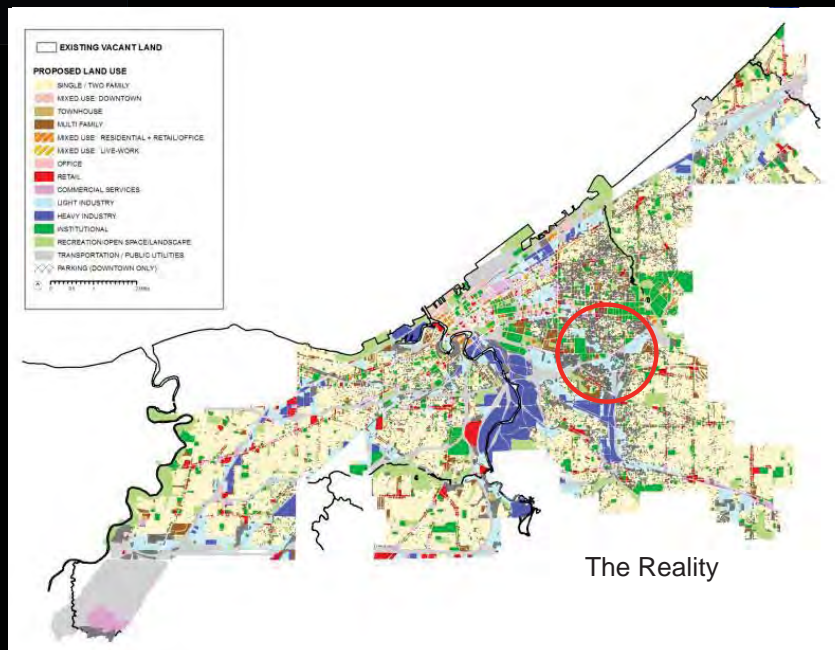 EXISTING VACANT LAND
PROPOSED LAND USE
SINGLE / TWO FAMILY
MIXED USE: DOWNTOWN
TOWNHOUSE
MULTI FAMILY
MIXED USE: RESIDENTIAL + RETAIL/OFFICE
MIXED USE: LIVE-WORK
OFFICE
RETAIL
COMMERCIAL SERVICES
LIGHT INDUSTRY
HEAVY INDUSTRY
INSTITUTIONAL
RECREATION/OPEN SPACE/LANDSCAPE
TRANSPORTATION / PUBLIC UTILITIES
PARKING (DOWNTOWN ONLY)
The Reality